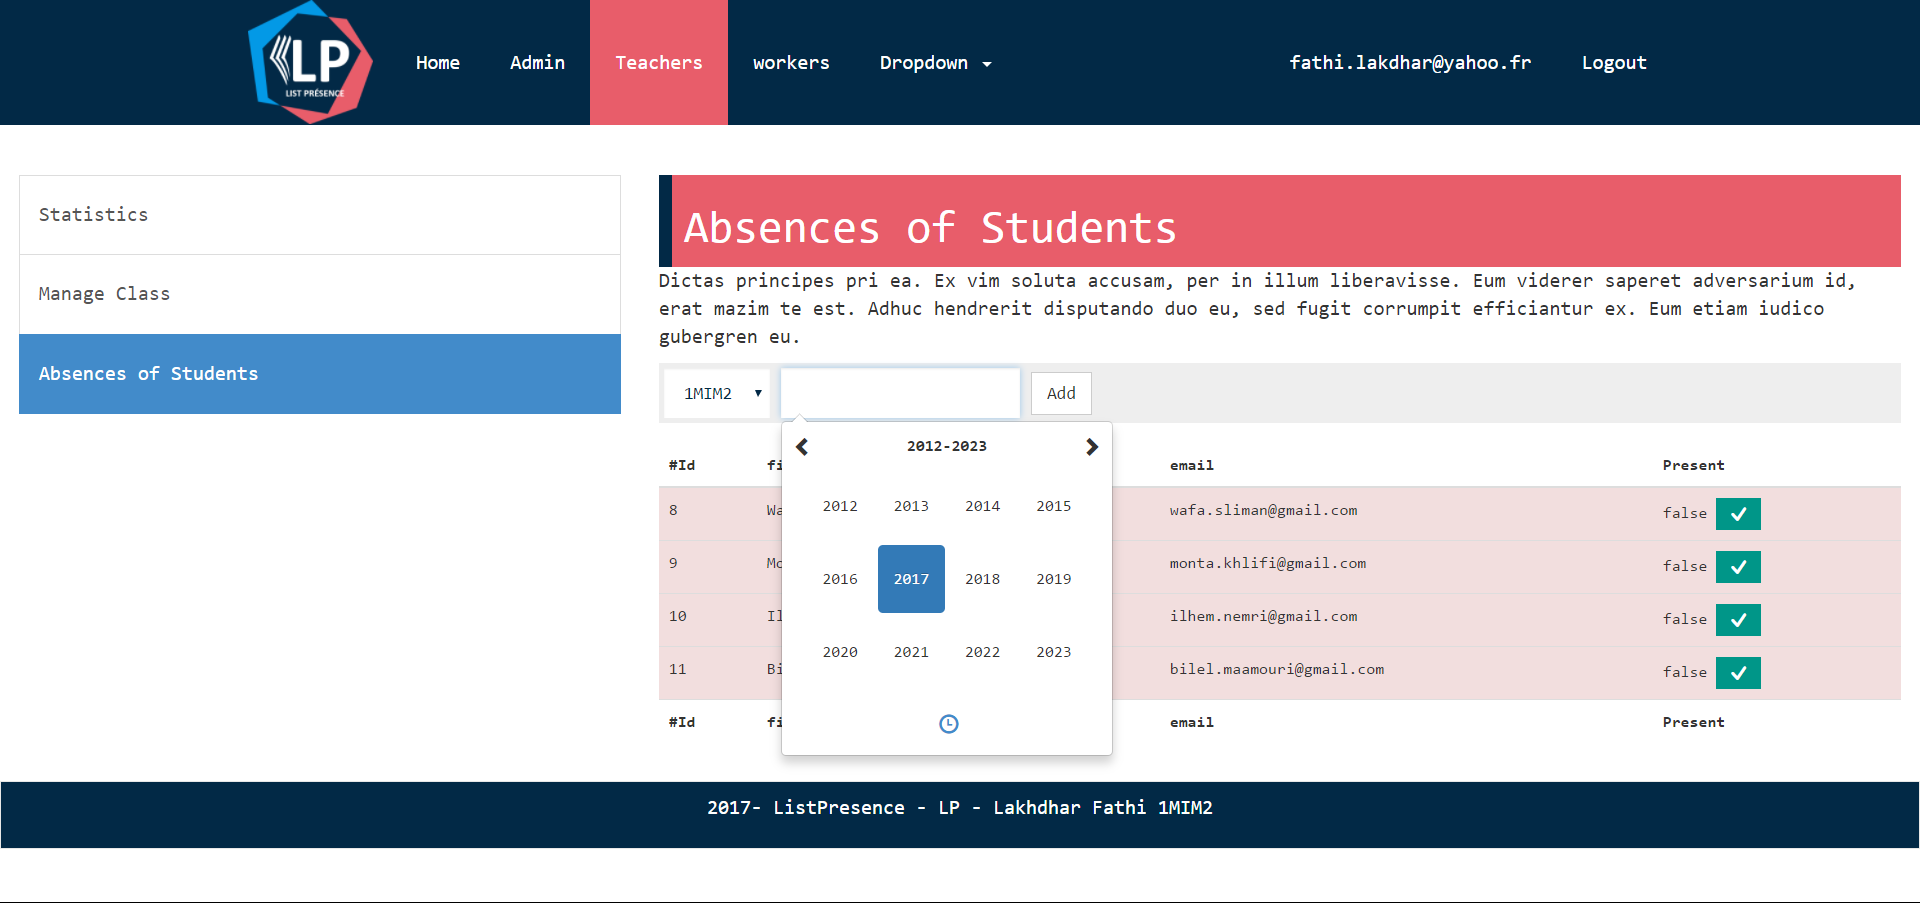 LP
LIST PRÉSENCE
Home
Admin
Teachers
workers
Dropdown
fathi.lakdhar@yahoo.fr
Logout
Statistics
Manage Class
Absences of Students
Absences of Students
Dictas principes pri ea. Ex vim soluta accusam, per in illum liberavisse. Eum viderer saperet adversarium id,
erat mazim te est. Adhuc hendrerit disputando duo eu, sed fugit corrumpit efficiantur ex. Eum etiam iudico
gubergren eu.
1MIM2
Add
2012-2023
2012 2013 2014 2015
2016 2017 2018 2019
2020 2021 2022 2023
#Id fi email Present
8 Wa wafa.sliman@gmail.com false
9 Mo monta.khlifi@gmail.com false
10 Il ilhem.nemri@gmail.com false
11 Bi bilel.maamouri@gmail.com false
#Id fi email Present
2017- ListPresence - LP - Lakhdhar Fathi 1MIM2